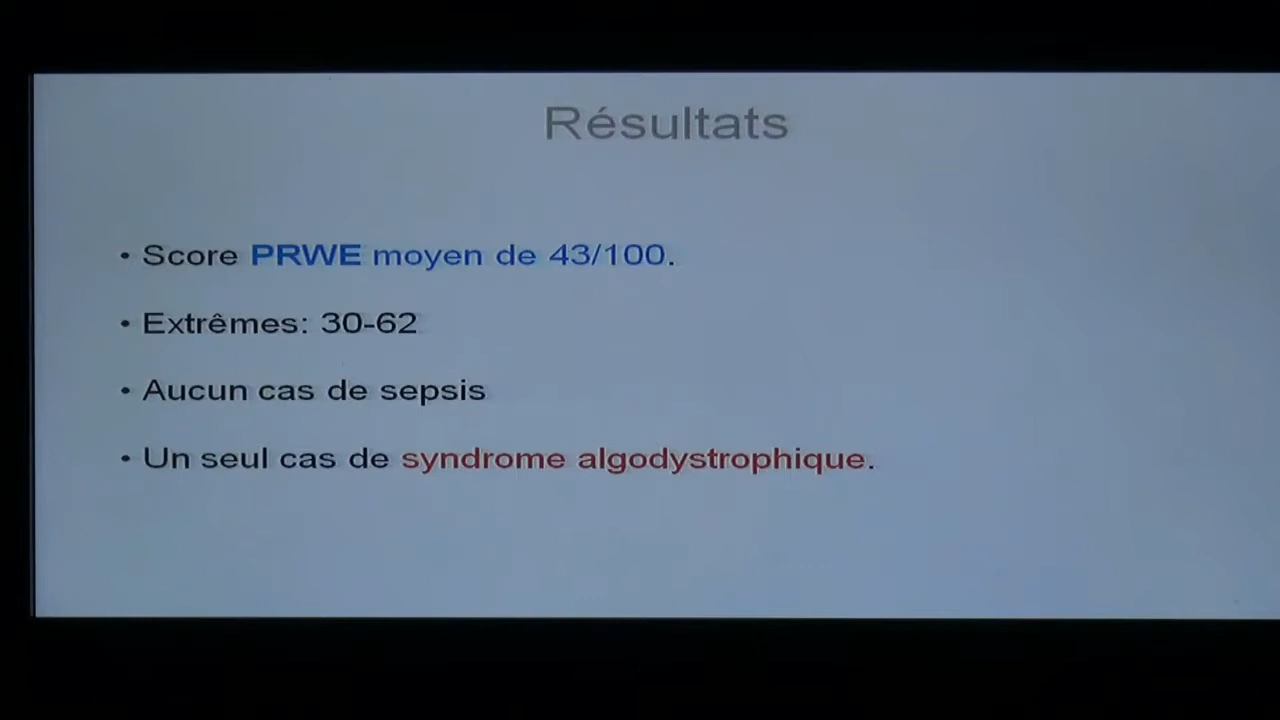 Résultats
• Score PRWE moyen de 43/100.
• Extrêmes: 30-62
• Aucun cas de sepsis
• Un seul cas de syndrome algodystrophique.